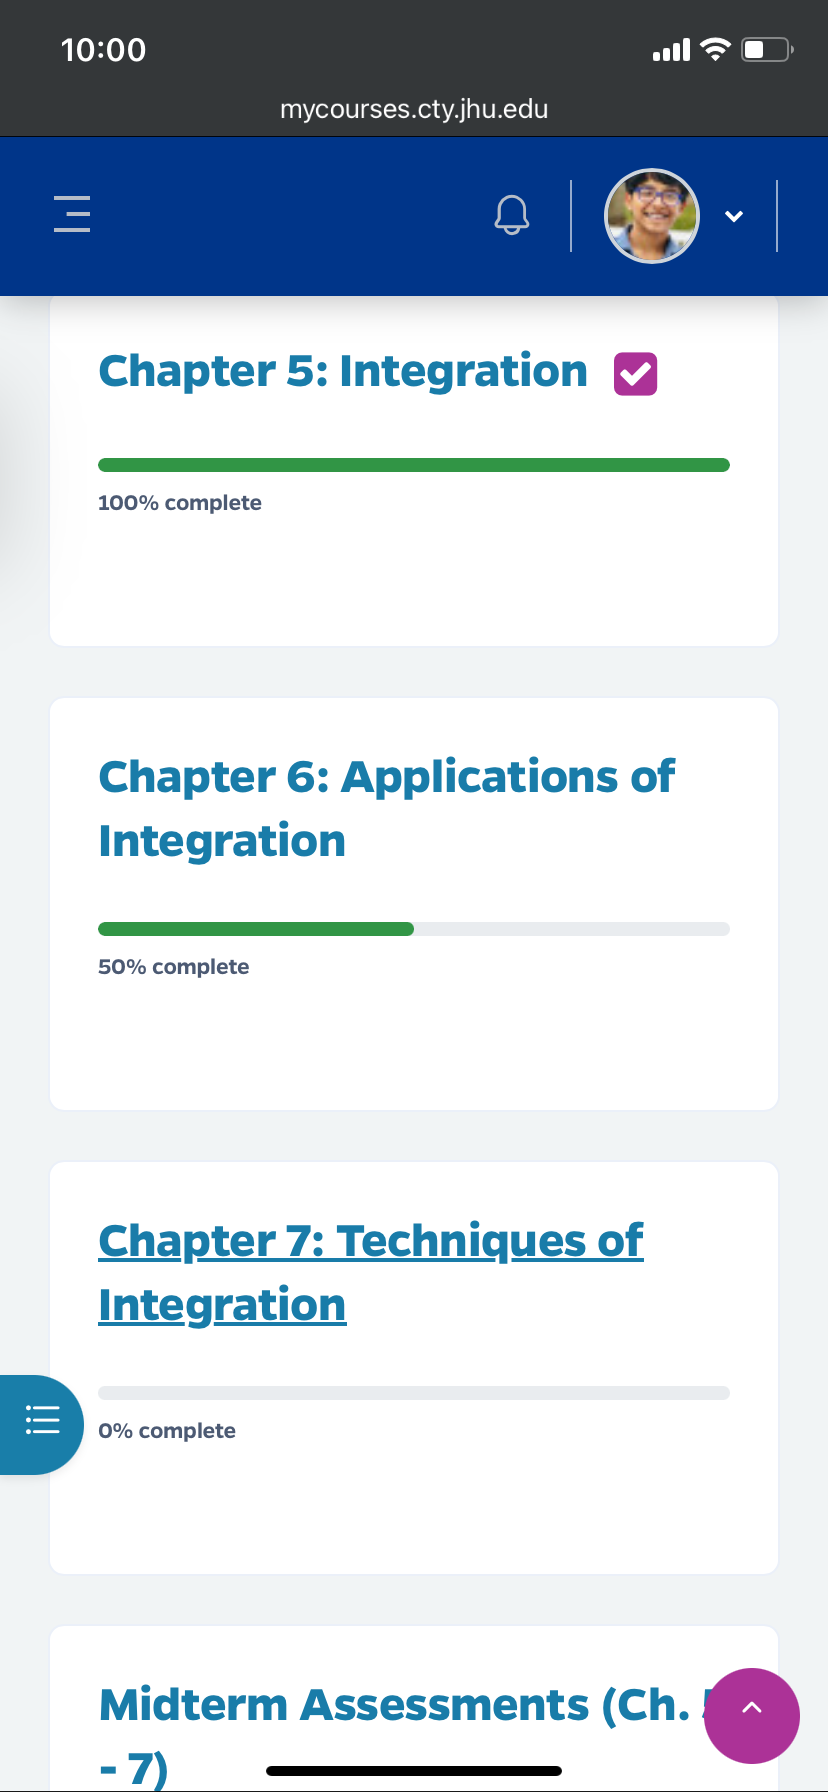 10:00
mycourses.cty.jhu.edu
Chapter 5: Integration
100% complete
Chapter 6: Applications of
Integration
50% complete
Chapter 7: Techniques of
Integration
0% complete
Midterm Assessments (Ch.
- 7)